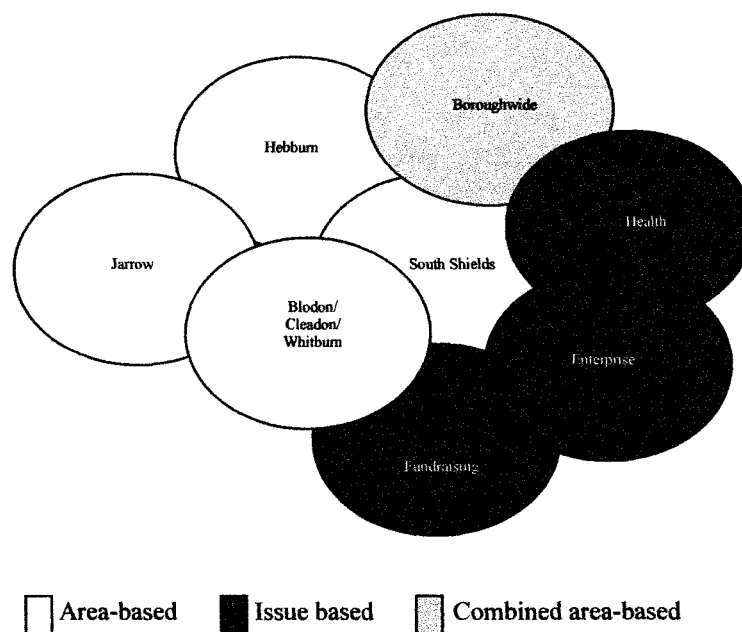 Boroughwide
Hebburn
Health
Jarrow
South Shields
Blodon/
Cleadon/
Whitburn
Enterprise
Fundraising
Area-based
Issue based
Combined area-based